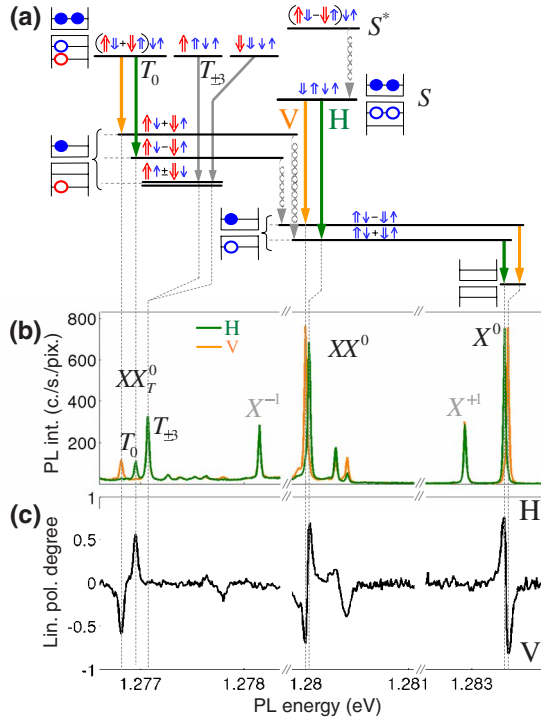 (a)
(⇑⇓+⇓⇑)↓↑ ⇑⇑↓↑ ⇓⇓↓↑ (⇑⇓-⇓⇑)↓↑ S*
T₀ T±3 ⇓⇑↓↑ S
V H
⇑↓+⇓↑
⇑↓-⇓↑
⇑↑±⇓↓
⇑↓-⇓↑
⇑↓+⇓↑
(b)
800
600
400
200
PL int. (c./s./pix.)
H
V
XX⁰_T
T₀
T±3
X⁻¹
XX⁰
X⁺¹
X⁰
(c)
1
0.5
0
-0.5
-1
Lin. pol. degree
H
V
1.277 1.278 1.28 1.281 1.283
PL energy (eV)